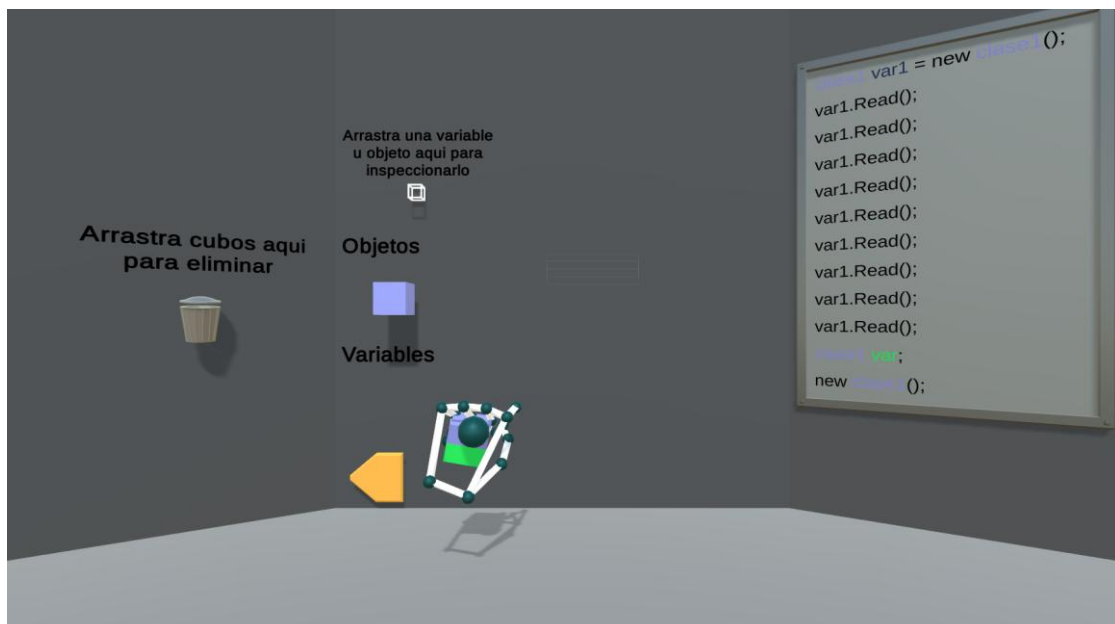 Arrastra una variable
u objeto aqui para
inspeccionarlo
Arrastra cubos aqui
para eliminar
Objetos
Variables
var1 = new clase1();
var1.Read();
var1.Read();
var1.Read();
var1.Read();
var1.Read();
var1.Read();
var1.Read();
var1.Read();
var1.Read();
var;
new ();